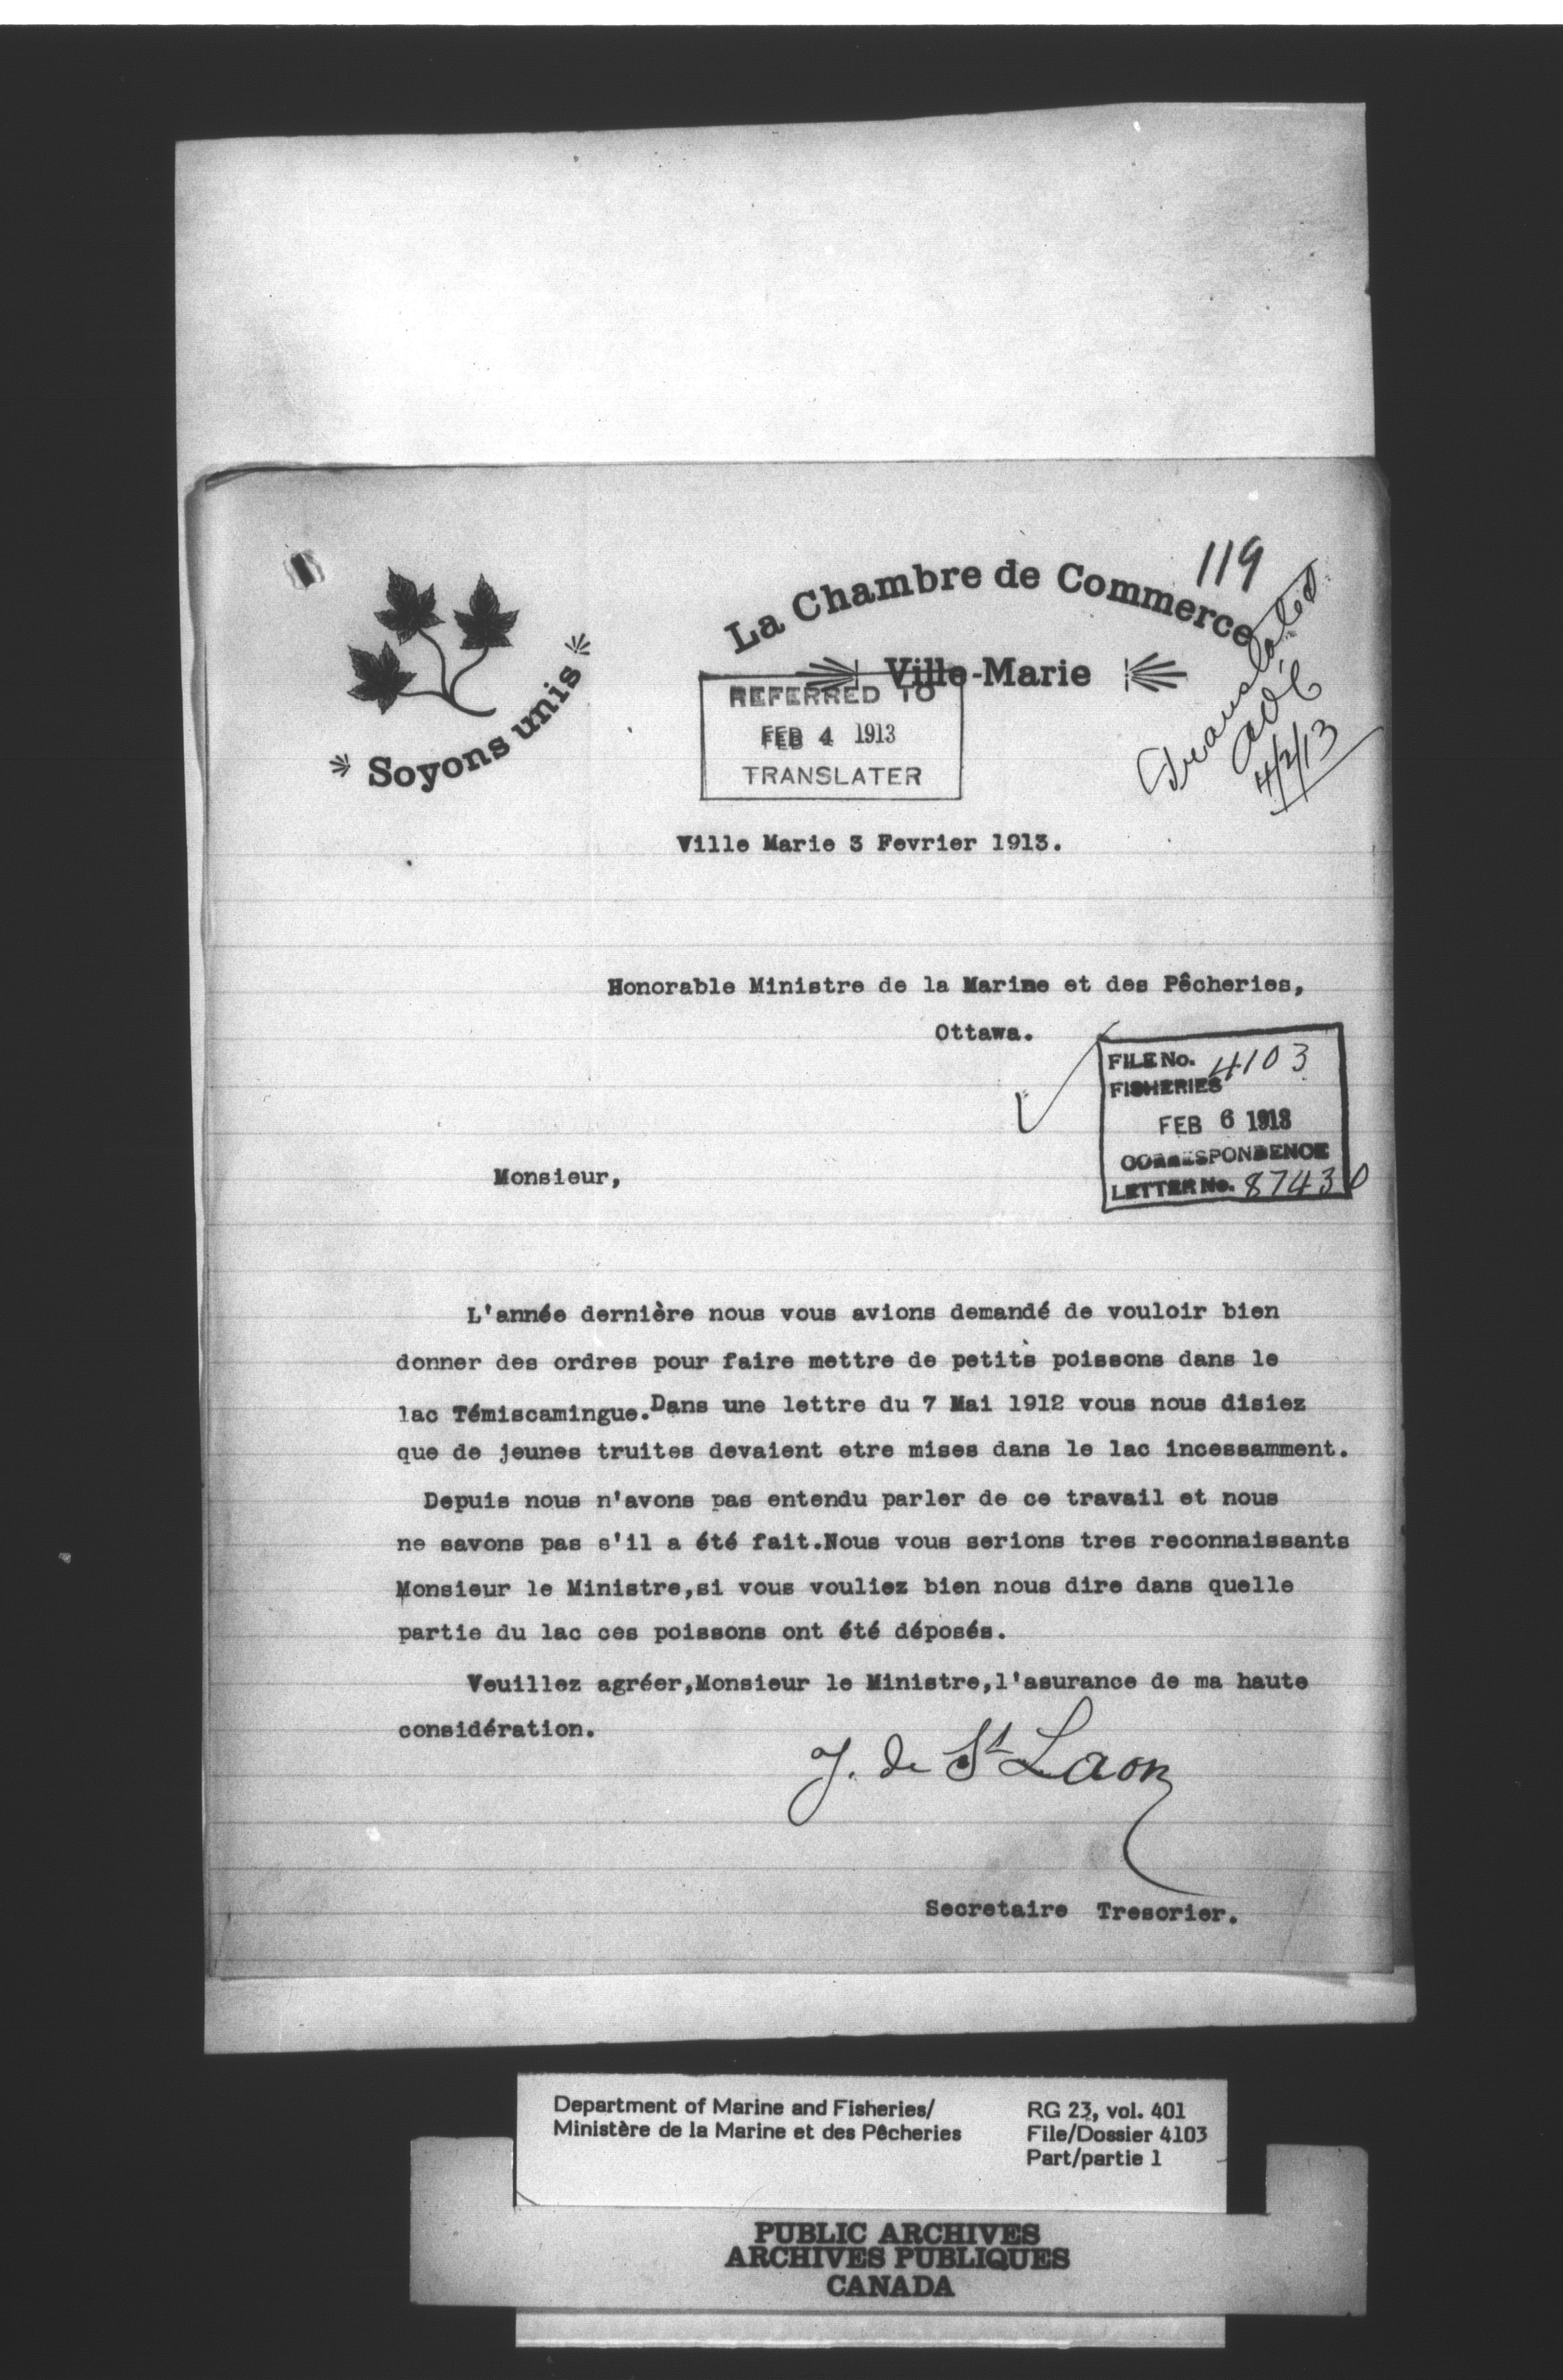 119
La Chambre de Commerce
Ville-Marie
Soyons unis
Translated
4/2/13
REFERRED TO
FEB 4 1913
TRANSLATER
Ville Marie 3 Fevrier 1913.
Honorable Ministre de la Marine et des Pêcheries,
Ottawa.
FILE No. 4103
FISHERIES
FEB 6 1913
CORRESPONDENCE
LETTER No. 87430
Monsieur,
L'année dernière nous vous avions demandé de vouloir bien
donner des ordres pour faire mettre de petits poissons dans le
lac Témiscamingue.Dans une lettre du 7 Mai 1912 vous nous disiez
que de jeunes truites devaient etre mises dans le lac incessamment.
Depuis nous n'avons pas entendu parler de ce travail et nous
ne savons pas s'il a été fait.Nous vous serions tres reconnaissants
Monsieur le Ministre,si vous vouliez bien nous dire dans quelle
partie du lac ces poissons ont été déposés.
Veuillez agréer,Monsieur le Ministre,l'asurance de ma haute
considération.
J. de St Laon
Secretaire Tresorier.
Department of Marine and Fisheries/
Ministère de la Marine et des Pêcheries
RG 23, vol. 401
File/Dossier 4103
Part/partie 1
PUBLIC ARCHIVES
ARCHIVES PUBLIQUES
CANADA